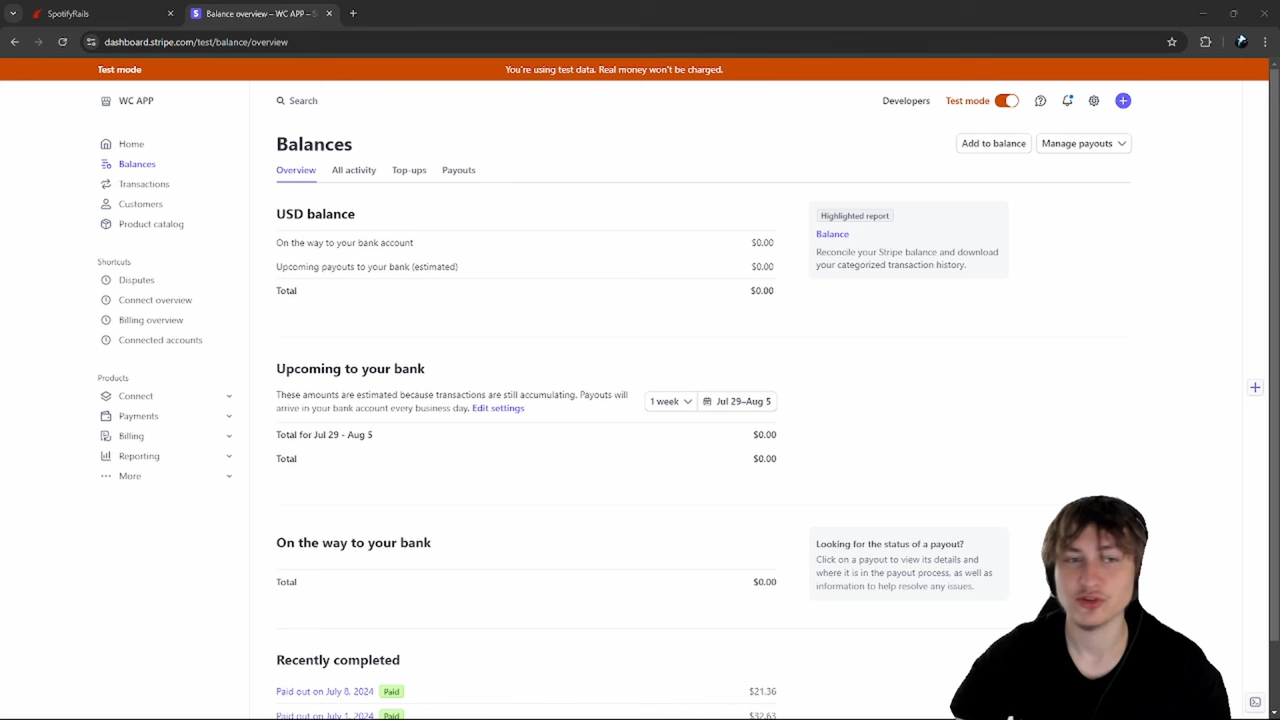 SpotifyRails
Balance overview – WC APP – S
dashboard.stripe.com/test/balance/overview
Test mode
You're using test data. Real money won't be charged.
WC APP
Search
Developers
Test mode
Home
Balances
Transactions
Customers
Product catalog
Shortcuts
Disputes
Connect overview
Billing overview
Connected accounts
Products
Connect
Payments
Billing
Reporting
More
Balances
Add to balance
Manage payouts
Overview
All activity
Top-ups
Payouts
USD balance
On the way to your bank account $0.00
Upcoming payouts to your bank (estimated) $0.00
Total $0.00
Highlighted report
Balance
Reconcile your Stripe balance and download
your categorized transaction history.
Upcoming to your bank
These amounts are estimated because transactions are still accumulating. Payouts will
arrive in your bank account every business day. Edit settings
1 week
Jul 29–Aug 5
Total for Jul 29 - Aug 5 $0.00
Total $0.00
On the way to your bank
Total $0.00
Looking for the status of a payout?
Click on a payout to view its details and
where it is in the payout process, as well as
information to help resolve any issues.
Recently completed
Paid out on July 8, 2024 Paid $21.36
Paid out on July 1, 2024 Paid $32.63